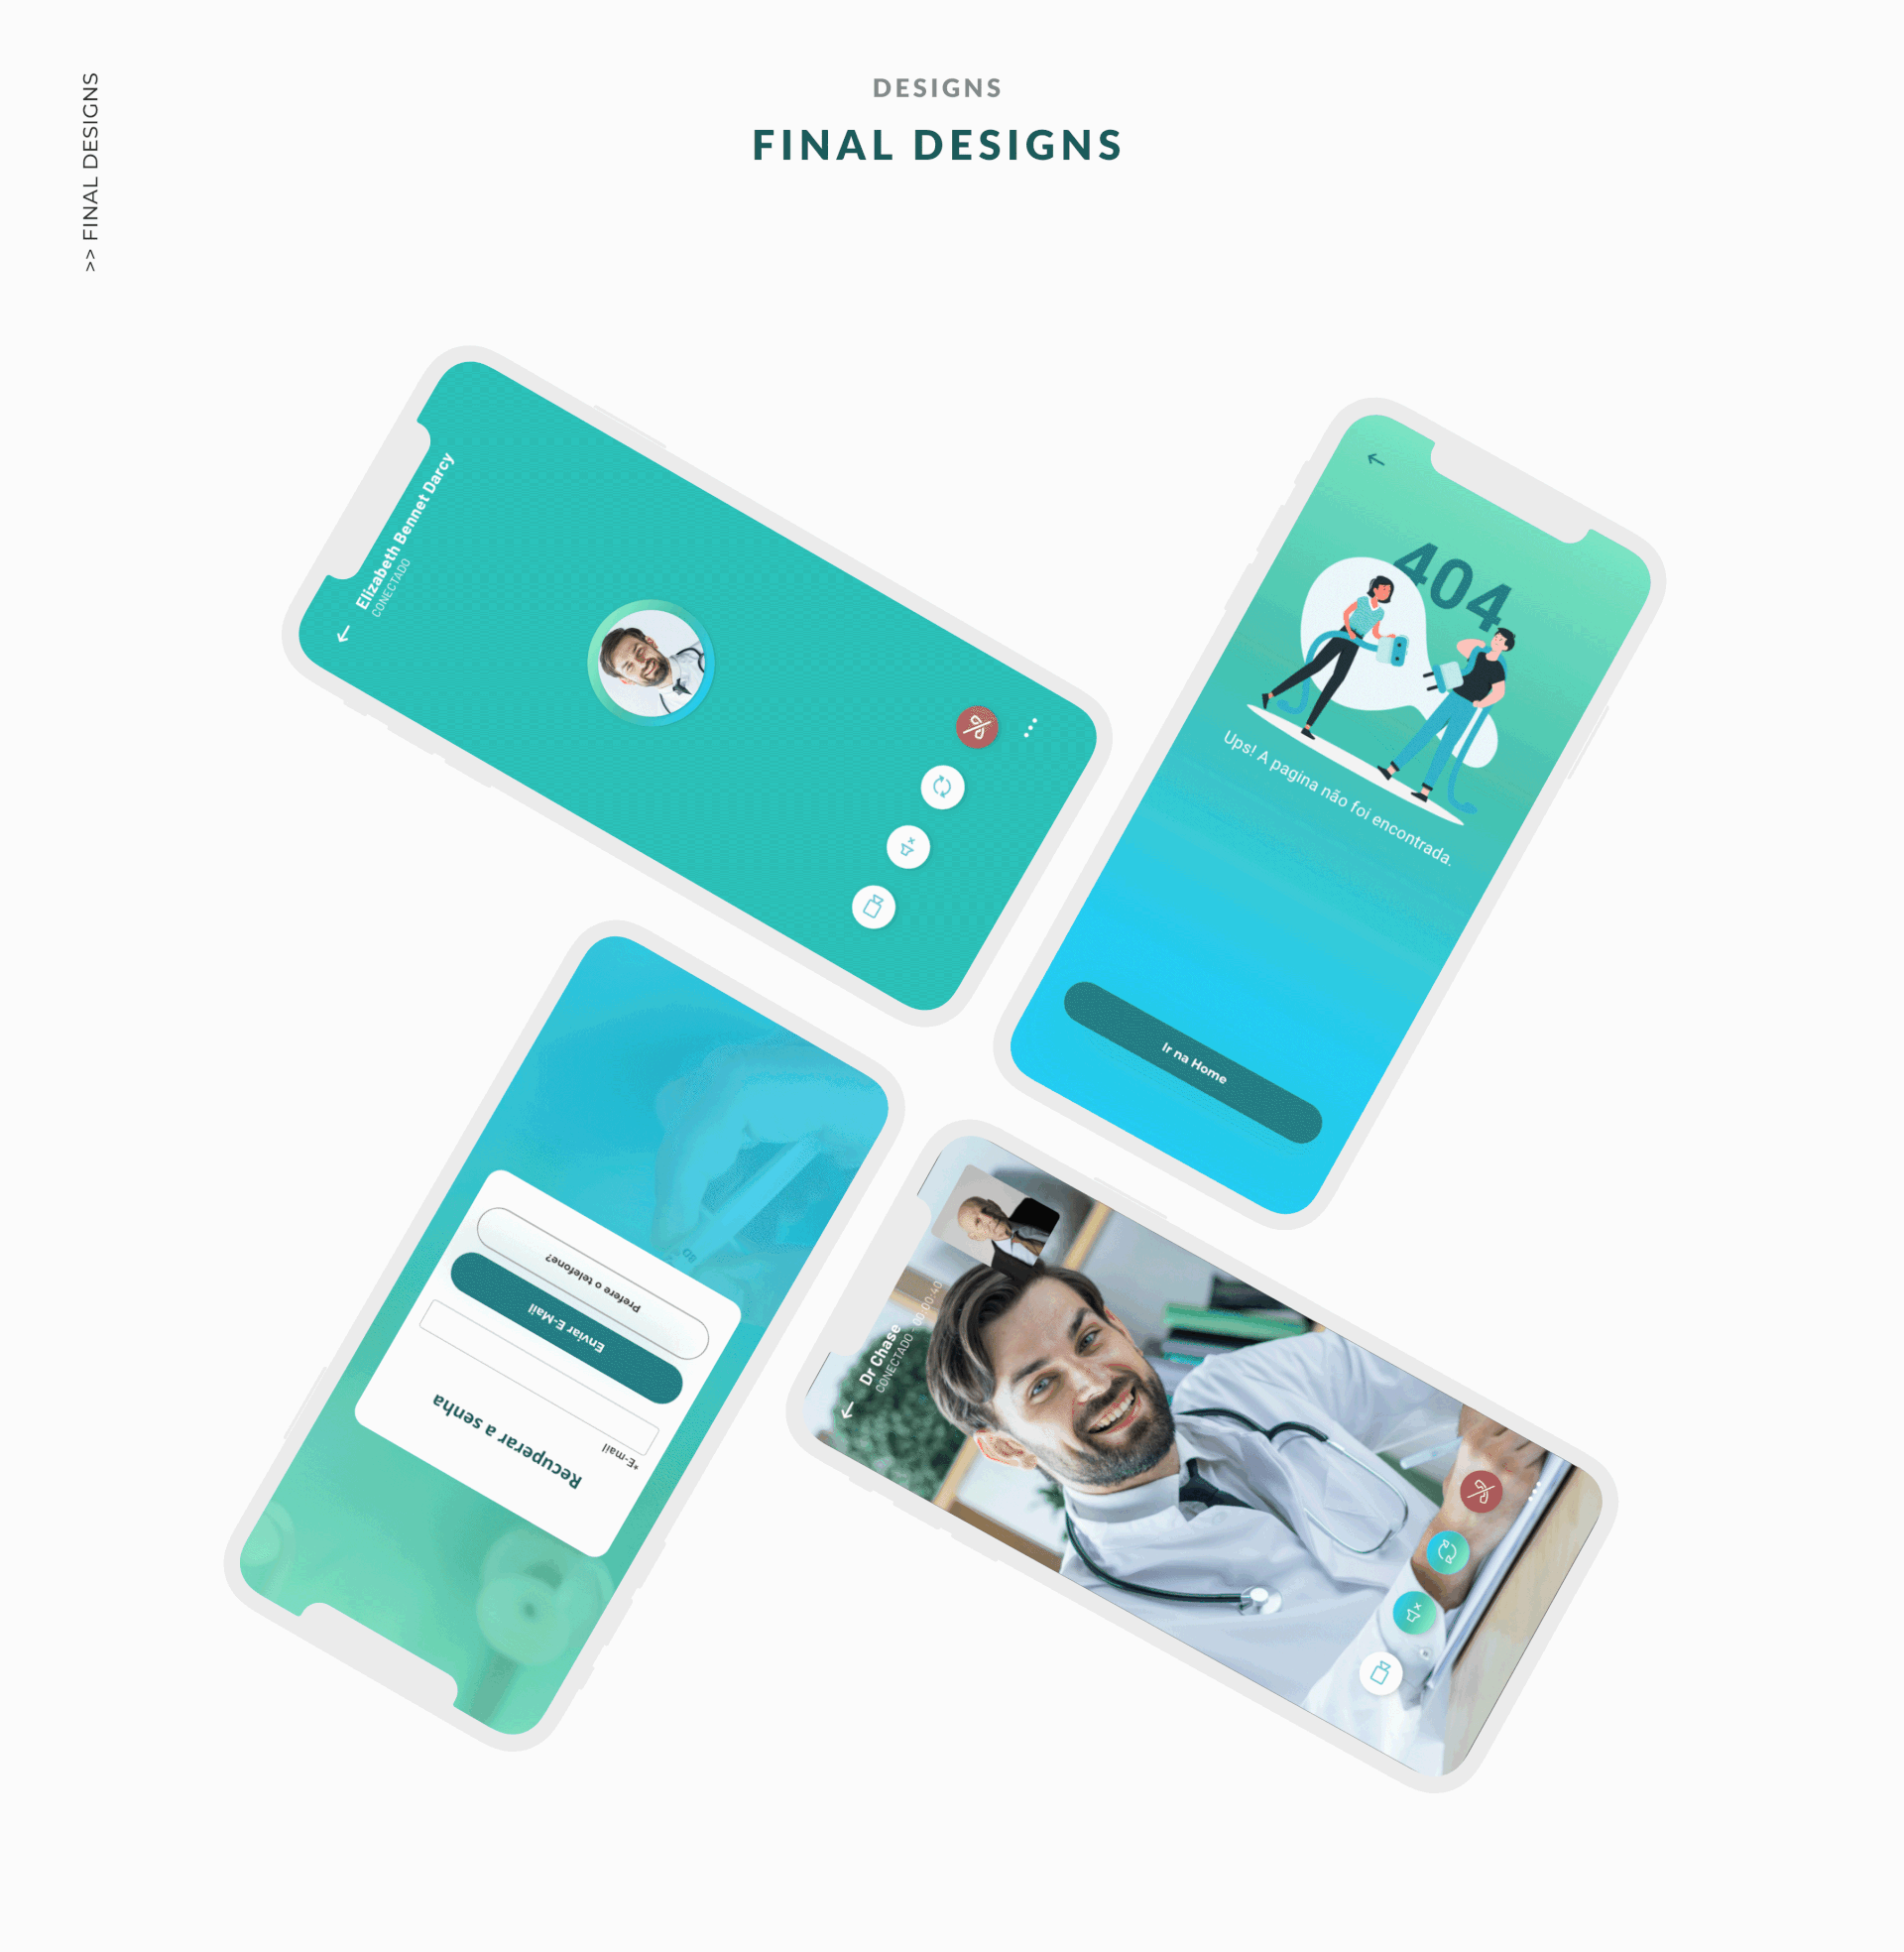 >> FINAL DESIGNS
DESIGNS
FINAL DESIGNS
Elizabeth Bennet Darcy
CONECTADO
404
Ups! A pagina não foi encontrada.
Ir na Home
Recuperar a senha
*E-mail
Enviar E-Mail
Prefere o telefone?
Dr Chase
CONECTADO - 00:00:40